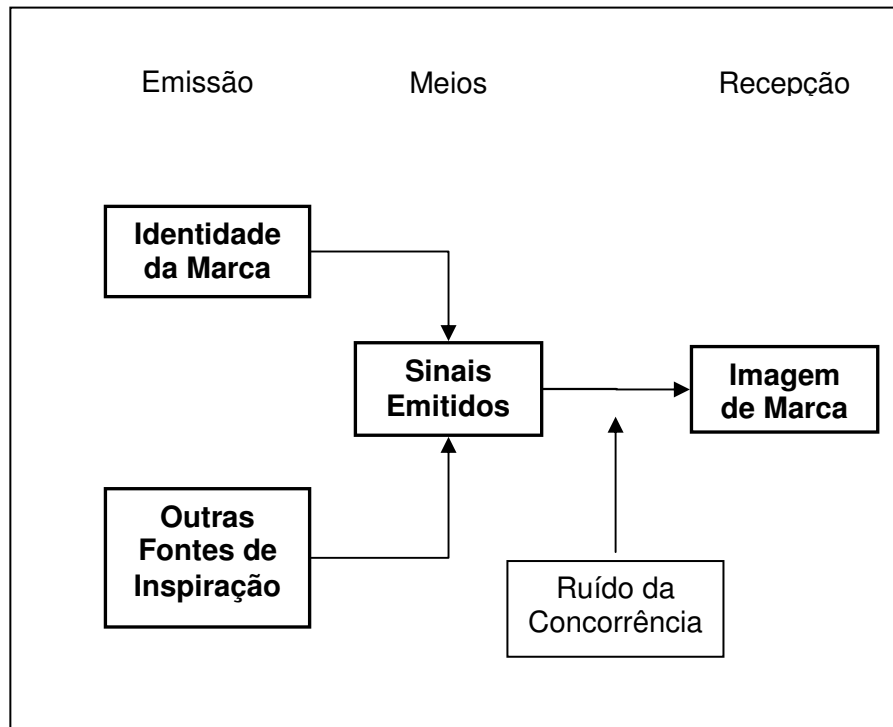 Emissão
Meios
Recepção
Identidade
da Marca
Sinais
Emitidos
Imagem
de Marca
Outras
Fontes de
Inspiração
Ruído da
Concorrência